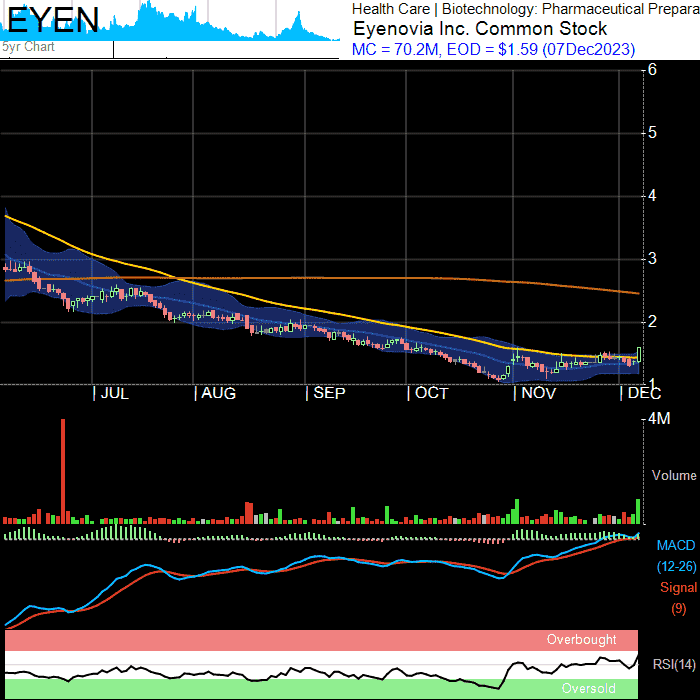 EYEN
5yr Chart
Health Care | Biotechnology: Pharmaceutical Prepara
Eyenovia Inc. Common Stock
MC = 70.2M, EOD = $1.59 (07Dec2023)
6
5
4
3
2
1
JUL AUG SEP OCT NOV DEC
4M
Volume
MACD
(12-26)
Signal
(9)
Overbought
RSI(14)
Oversold